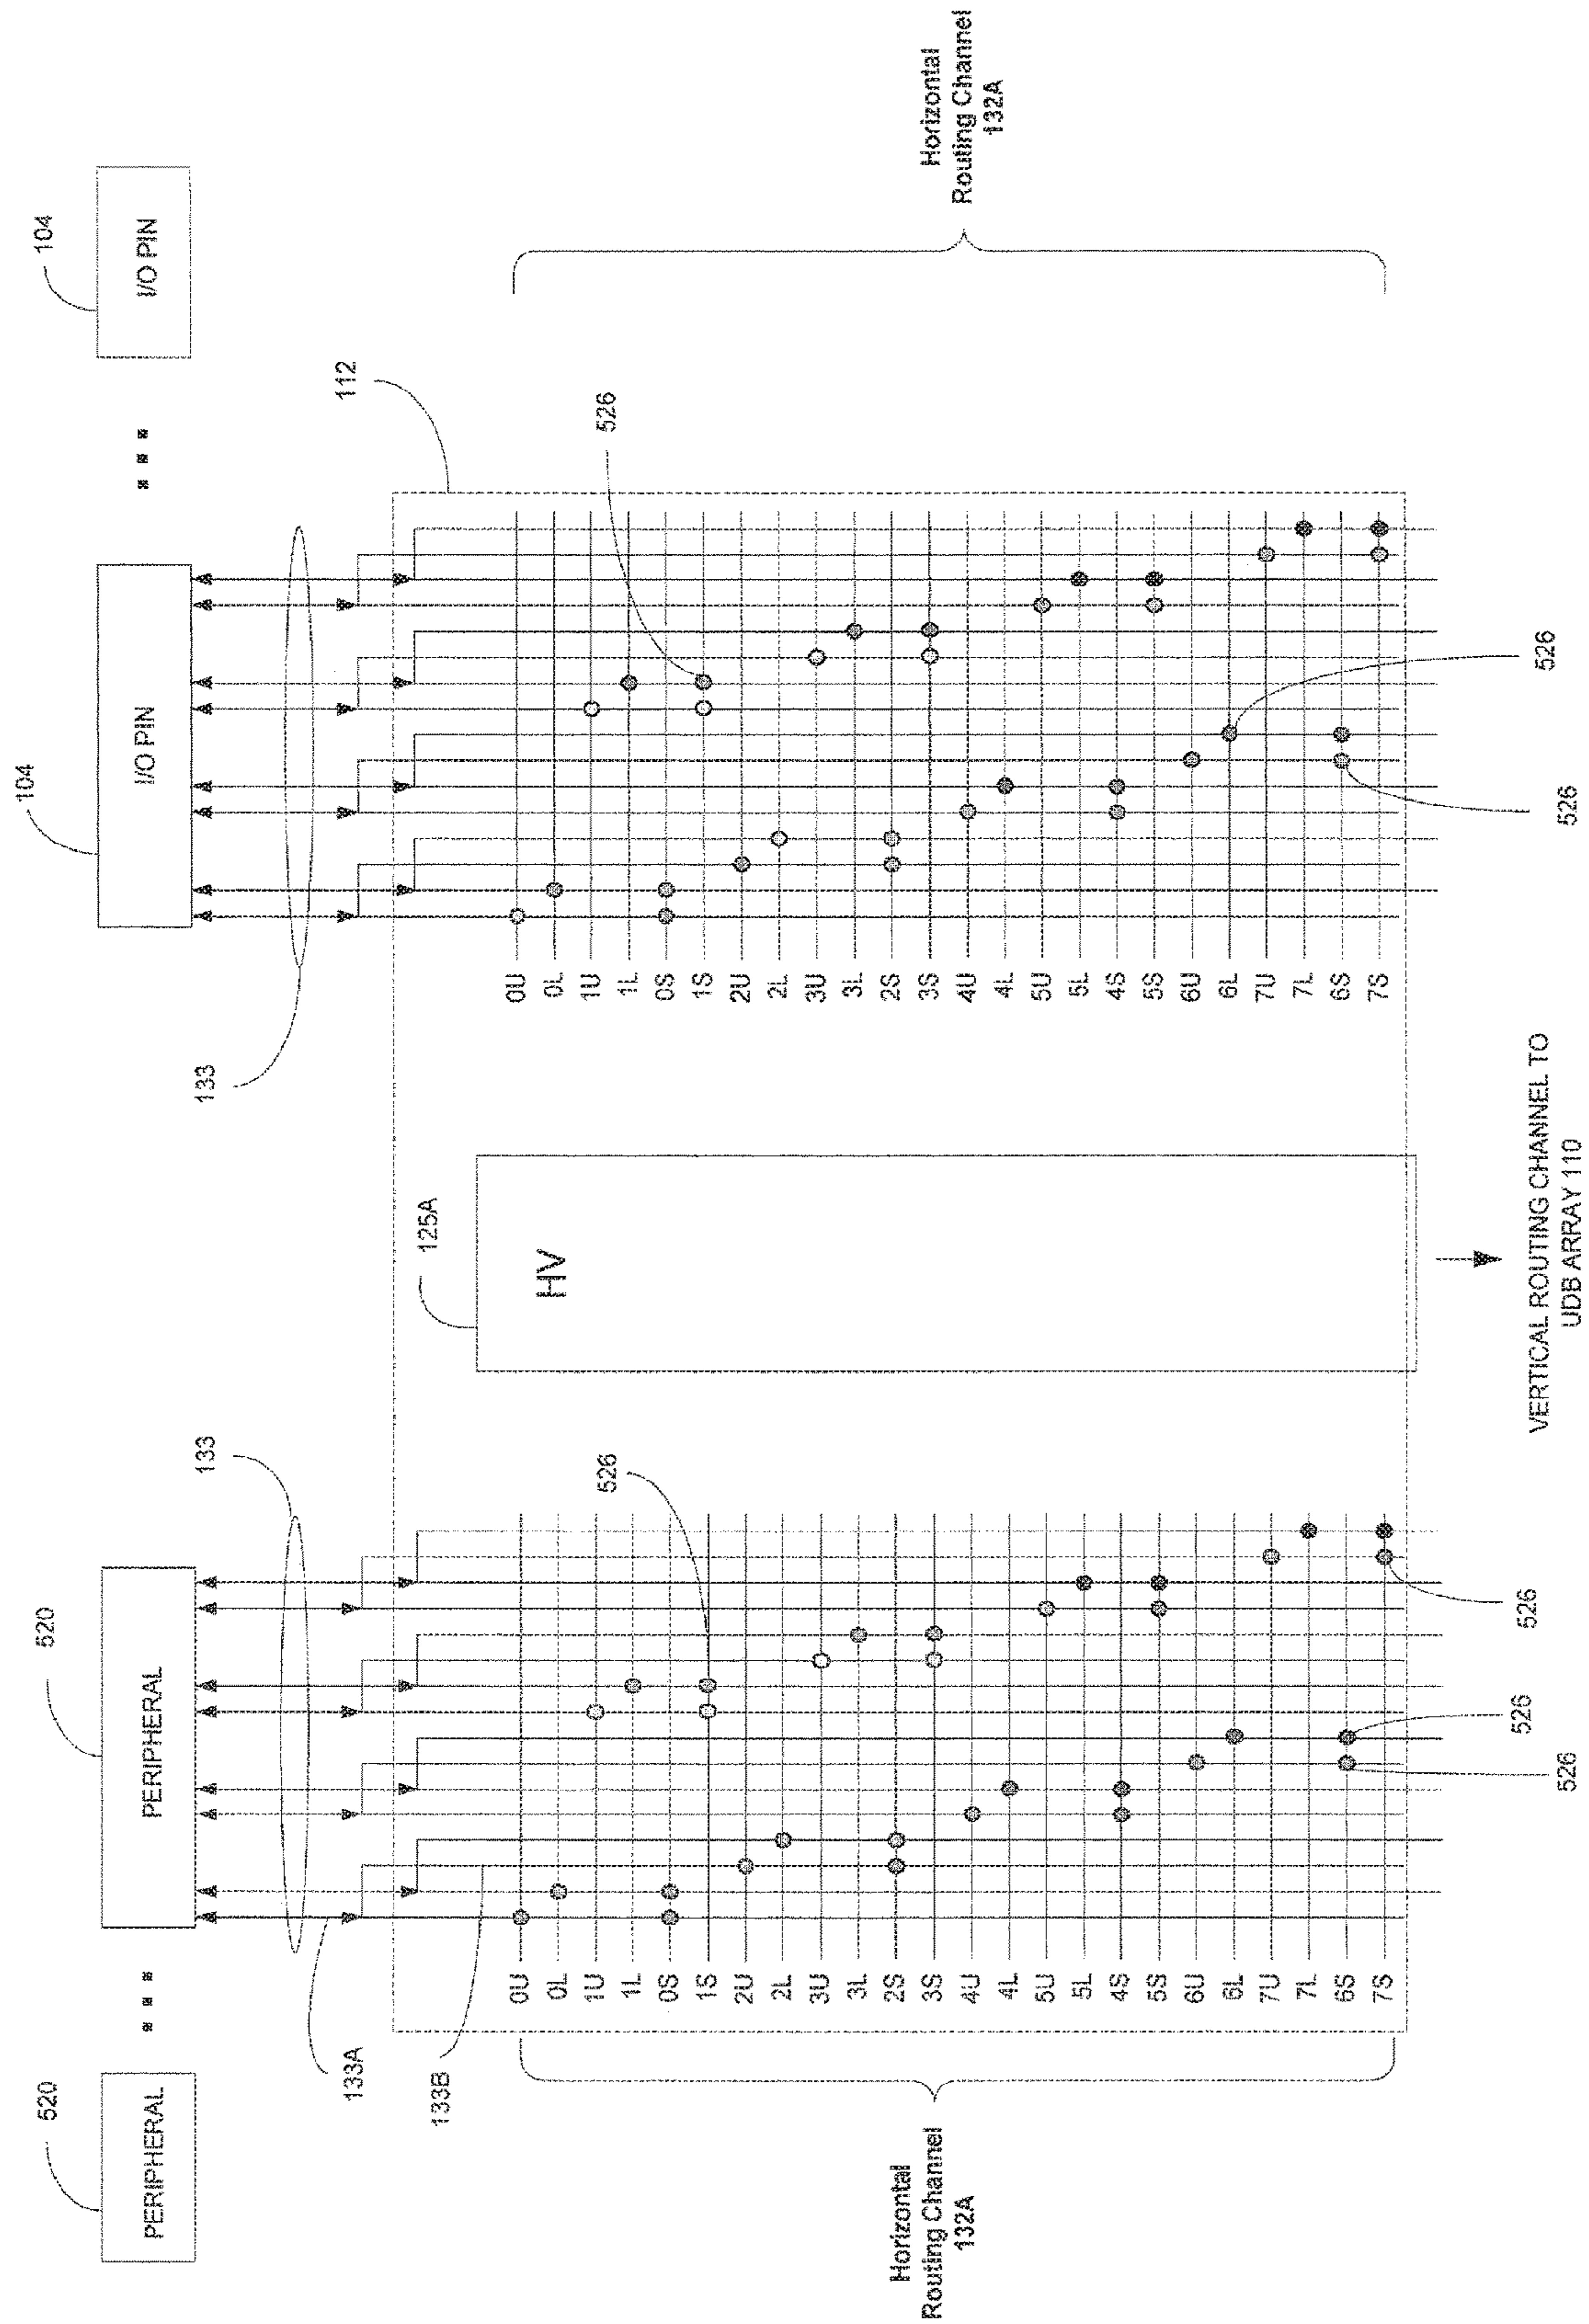 520
520
104
104
PERIPHERAL
PERIPHERAL
I/O PIN
I/O PIN
133
133
112
133A
133B
125A
526
526
HV
0U
0L
1U
1L
0S
1S
2U
2L
3U
3L
2S
3S
4U
4L
5U
5L
4S
5S
6U
6L
7U
7L
6S
7S
0U
0L
1U
1L
0S
1S
2U
2L
3U
3L
2S
3S
4U
4L
5U
5L
4S
5S
6U
6L
7U
7L
6S
7S
Horizontal
Routing Channel
132A
Horizontal
Routing Channel
132A
526
526
526
526
526
VERTICAL ROUTING CHANNEL TO
UDB ARRAY 110